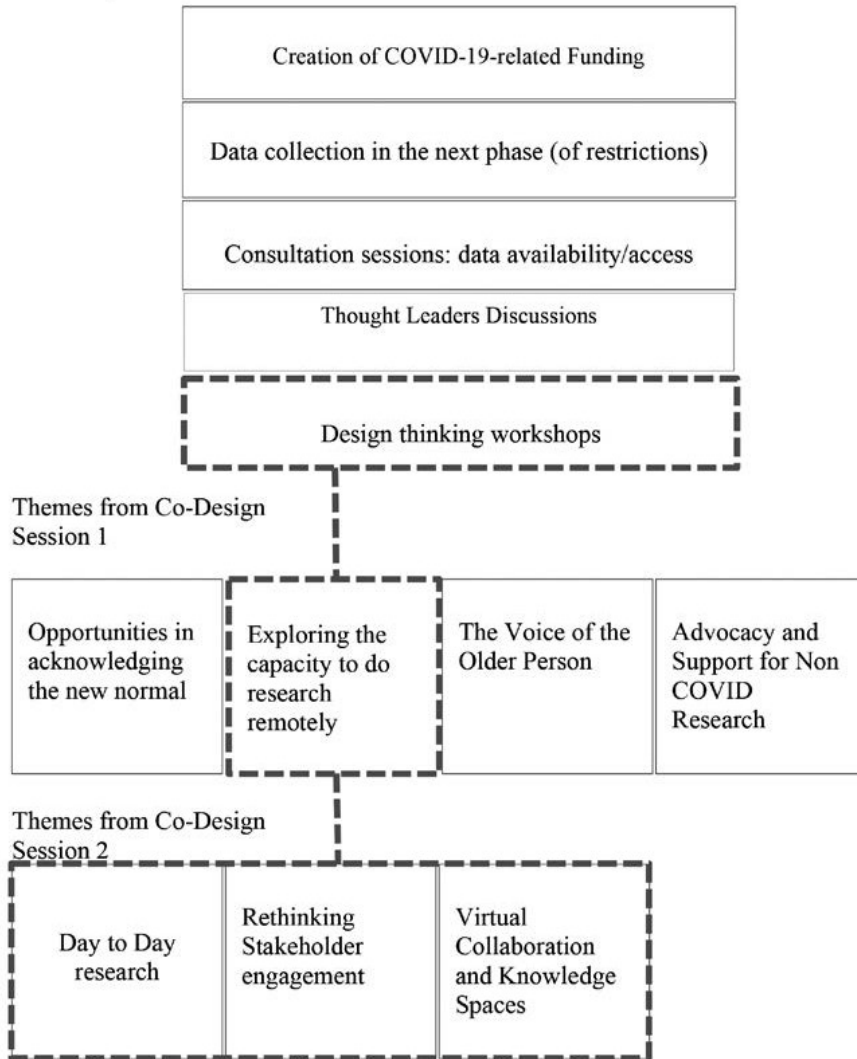 Creation of COVID-19-related Funding
Data collection in the next phase (of restrictions)
Consultation sessions: data availability/access
Thought Leaders Discussions
Design thinking workshops
Themes from Co-Design
Session 1
Opportunities in
acknowledging
the new normal
Exploring the
capacity to do
research
remotely
The Voice of the
Older Person
Advocacy and
Support for Non
COVID
Research
Themes from Co-Design
Session 2
Day to Day
research
Rethinking
Stakeholder
engagement
Virtual
Collaboration
and Knowledge
Spaces